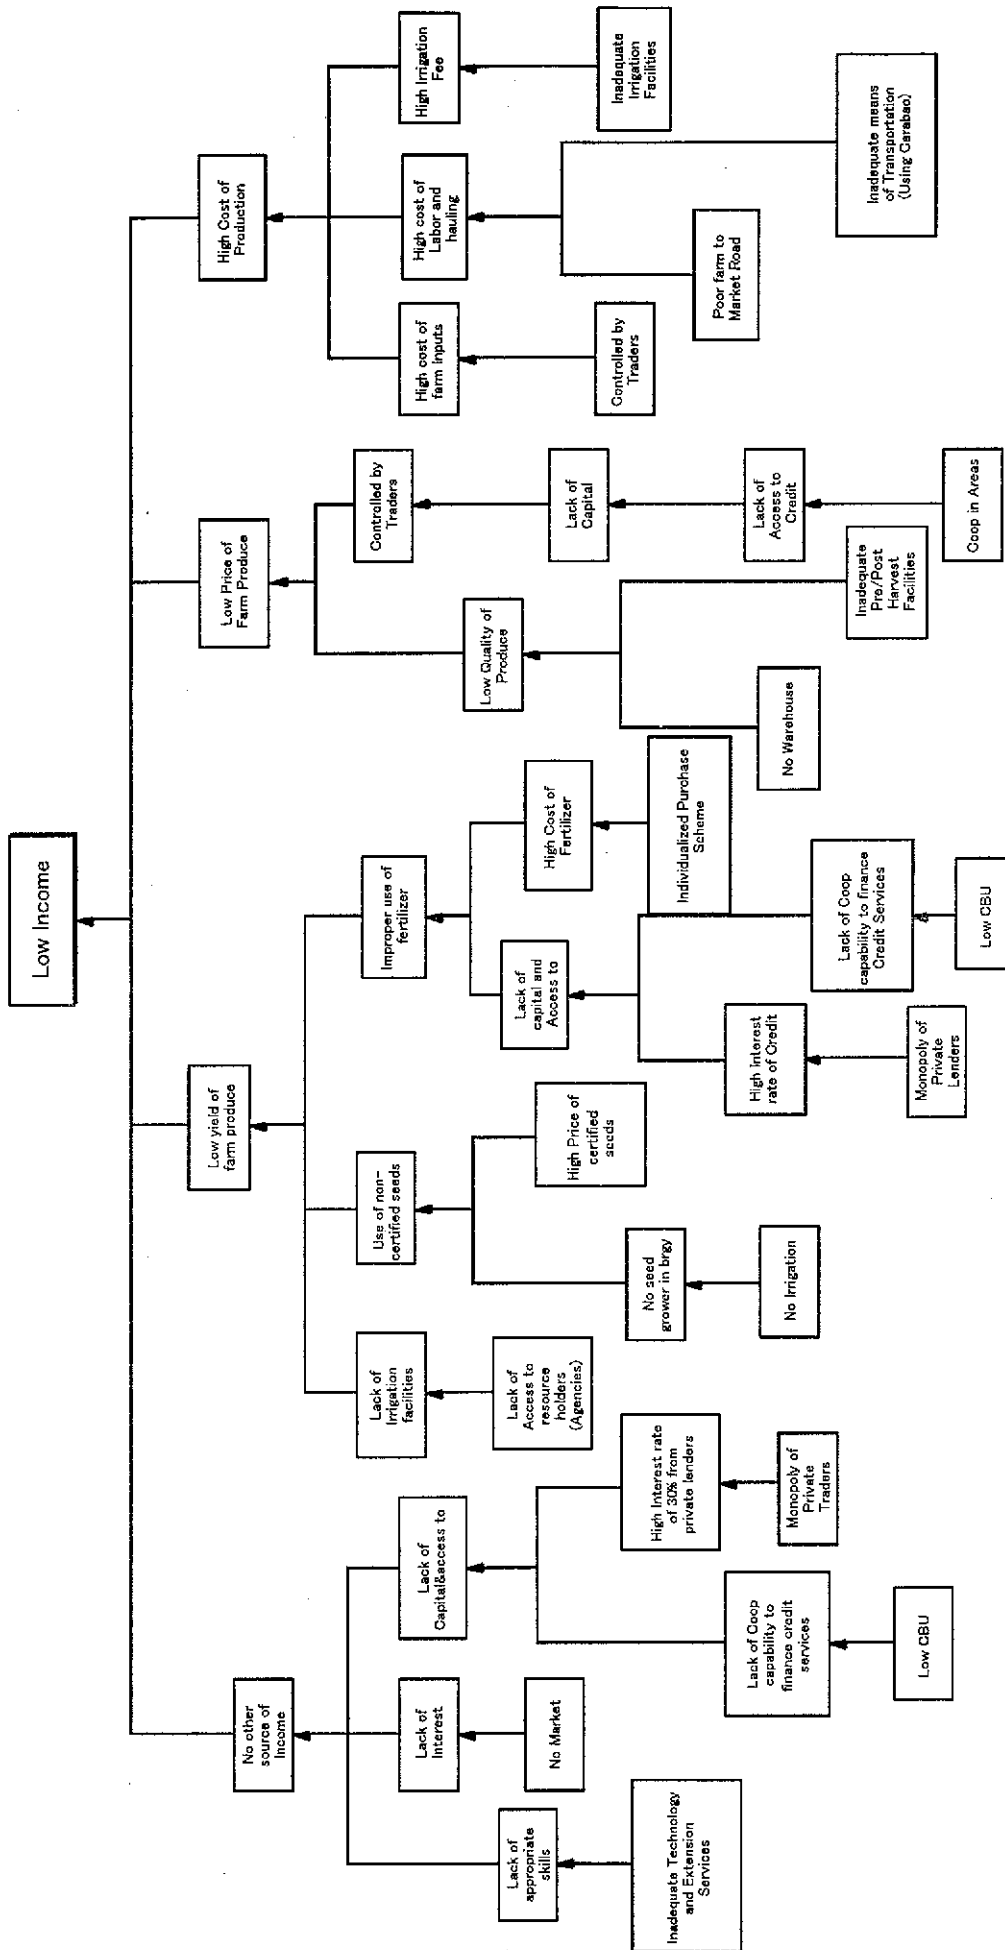 Low Income
No other
source of
Income
Low yield of
farm produce
Low Price of
Farm Produce
High Cost of
Production
Lack of
appropriate
skills
Lack of
Interest
Lack of
Capital&access to
Lack of
Irrigation
facilities
Use of non-
certified seeds
Improper use of
fertilizer
Low Quality of
Produce
Controlled by
Traders
High cost of
farm inputs
High cost of
Labor and
hauling
High Irrigation
Fee
Inadequate Technology
and Extension
Services
No Market
Lack of Coop
capability to
finance credit
services
High Interest rate
of 30% from
private lenders
Lack of
Access to
resource
holders
(Agencies)
No seed
grower in brgy
High Price of
certified
seeds
Lack of
capital and
Access to
High Cost of
Fertilizer
No Warehouse
Inadequate
Pre/Post
Harvest
Facilities
Lack of
Capital
Controlled by
Traders
Poor farm to
Market Road
Inadequate means
of Transportation
(Using Carabao)
Inadequate
Irrigation
Facilities
Low CBU
Monopoly of
Private
Traders
No Irrigation
High Interest
rate of Credit
Lack of Coop
capability to finance
Credit Services
Individualized Purchase
Scheme
Lack of
Access to
Credit
Monopoly of
Private
Lenders
Low CBU
Coop in Areas